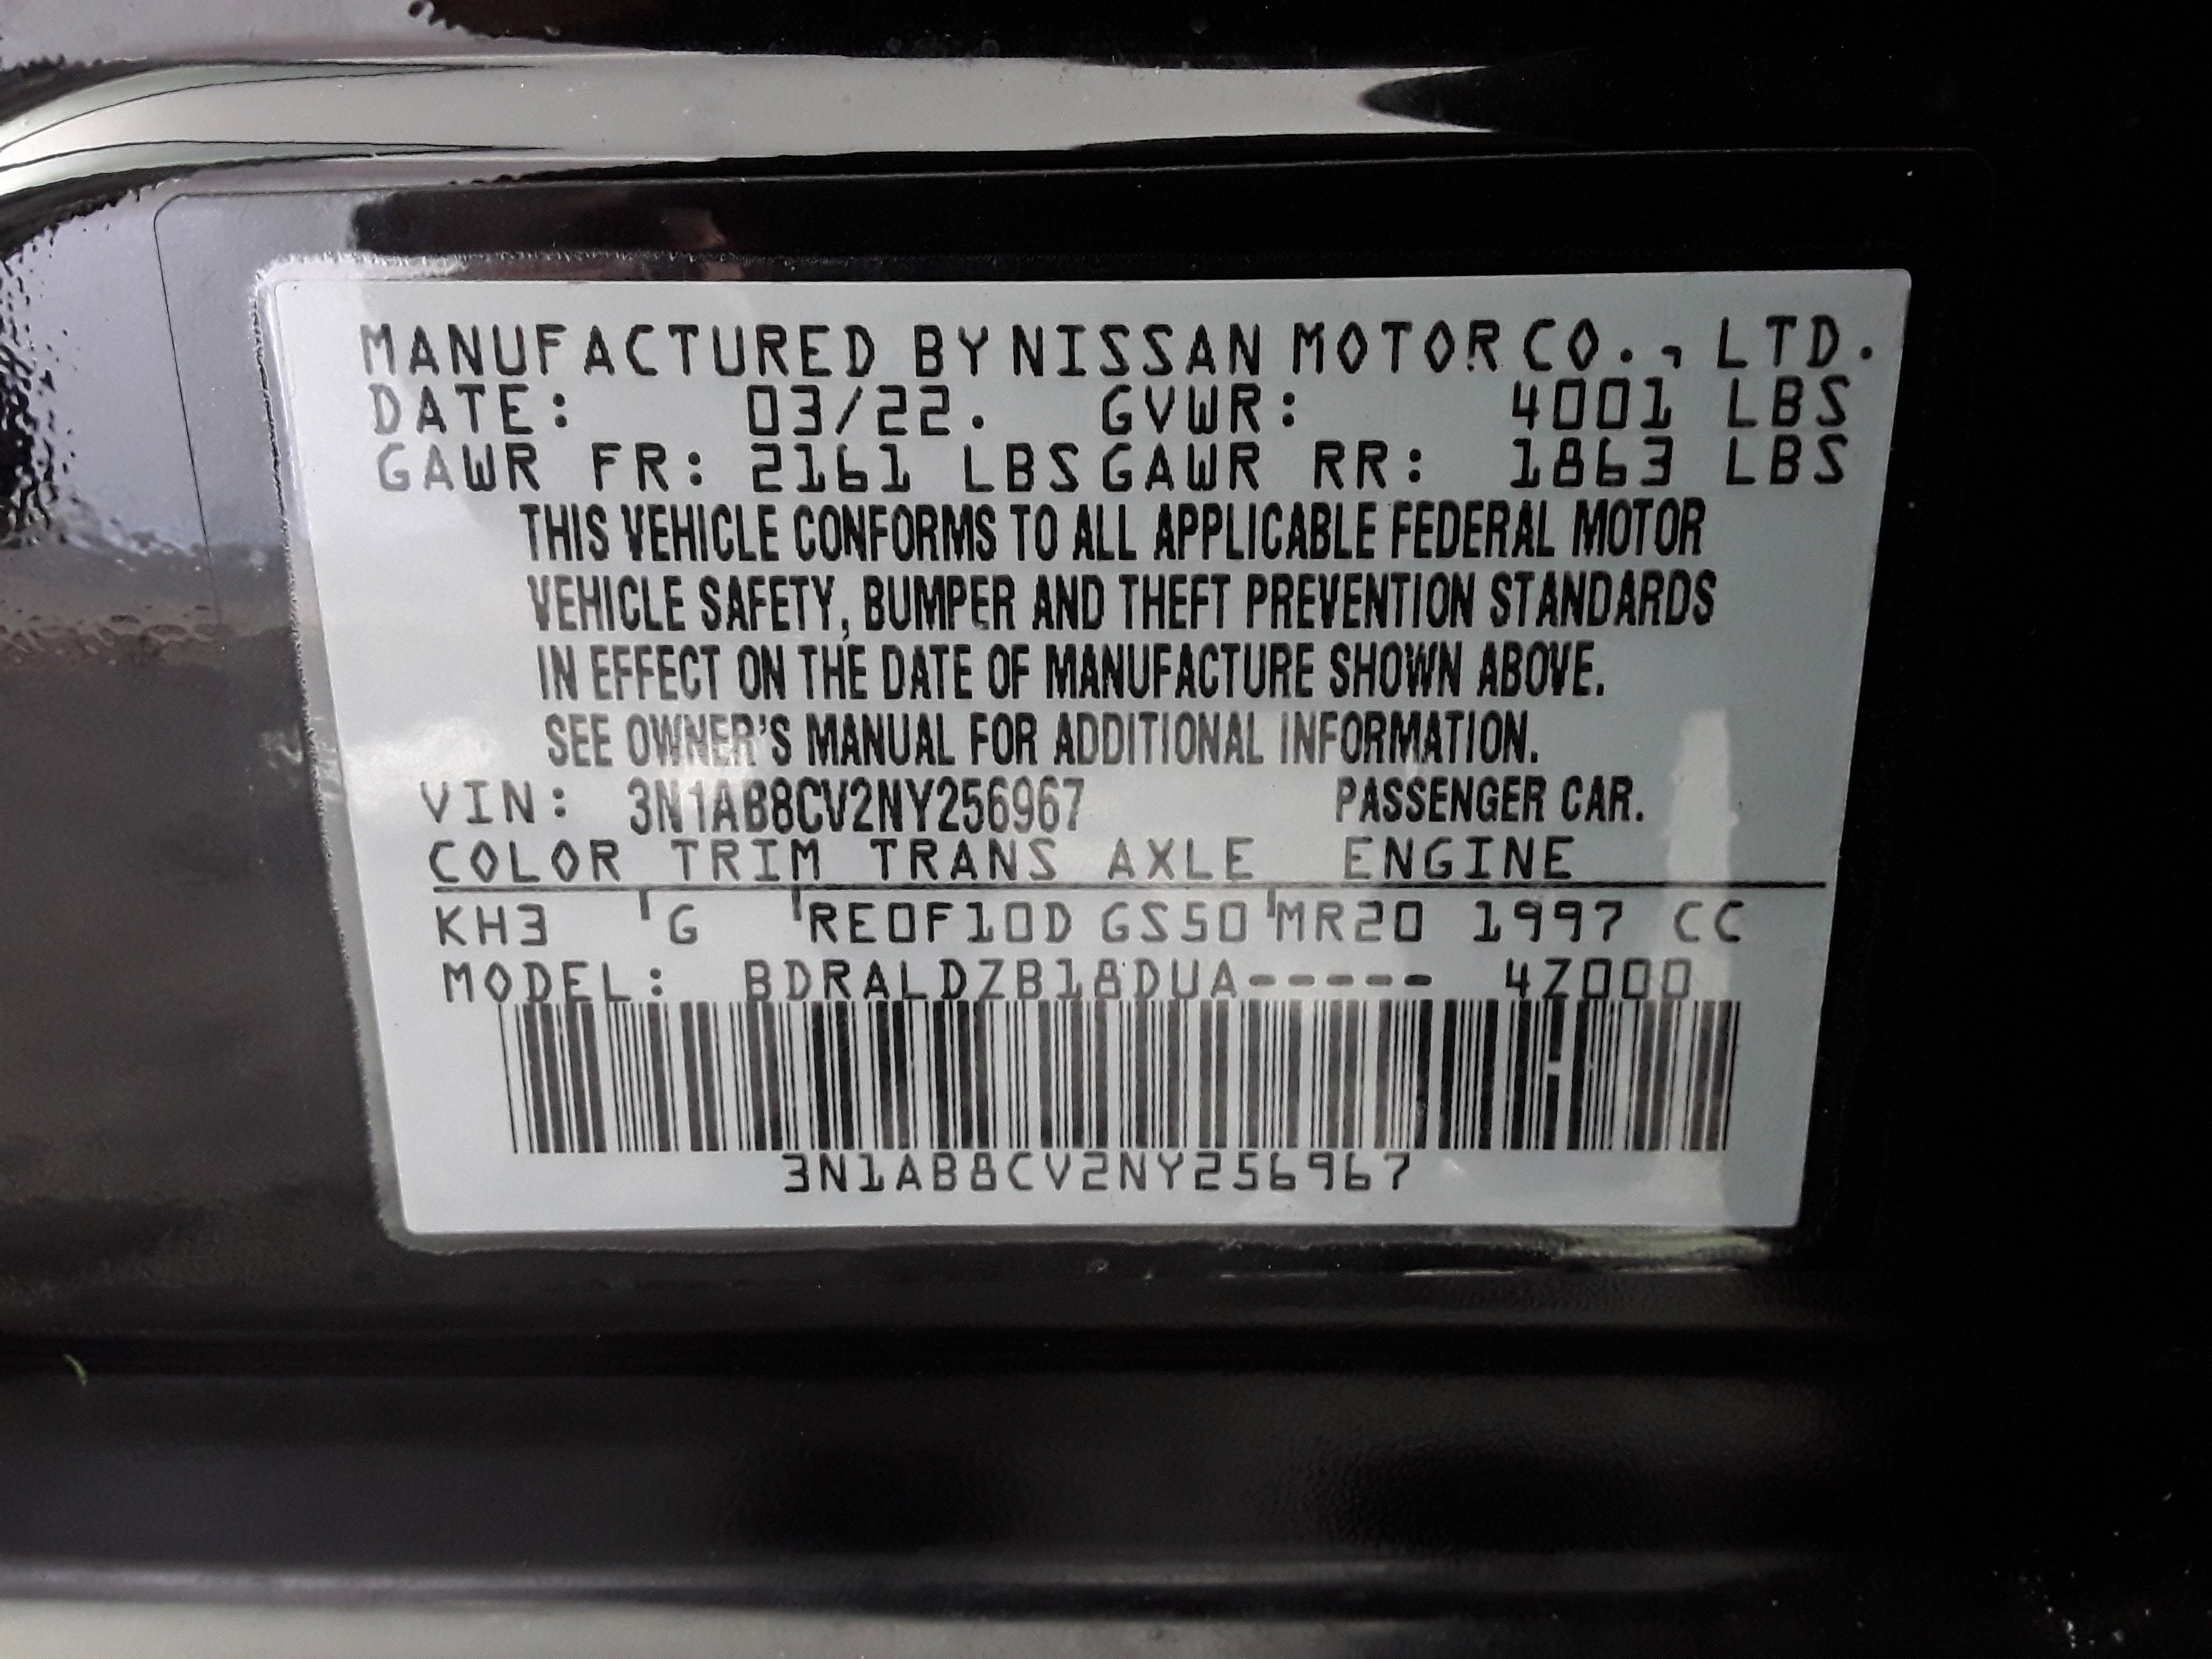 MANUFACTURED BY NISSAN MOTOR CO., LTD.
DATE: 03/22. GVWR: 4001 LBS
GAWR FR: 2161 LBS GAWR RR: 1863 LBS
THIS VEHICLE CONFORMS TO ALL APPLICABLE FEDERAL MOTOR
VEHICLE SAFETY, BUMPER AND THEFT PREVENTION STANDARDS
IN EFFECT ON THE DATE OF MANUFACTURE SHOWN ABOVE.
SEE OWNER'S MANUAL FOR ADDITIONAL INFORMATION.
VIN: 3N1AB8CV2NY256967 PASSENGER CAR.
COLOR TRIM TRANS AXLE ENGINE
KH3 G RE0F10D GS50 MR20 1997 CC
MODEL: BDRALDZB18DUA----- 4Z000
3N1AB8CV2NY256967